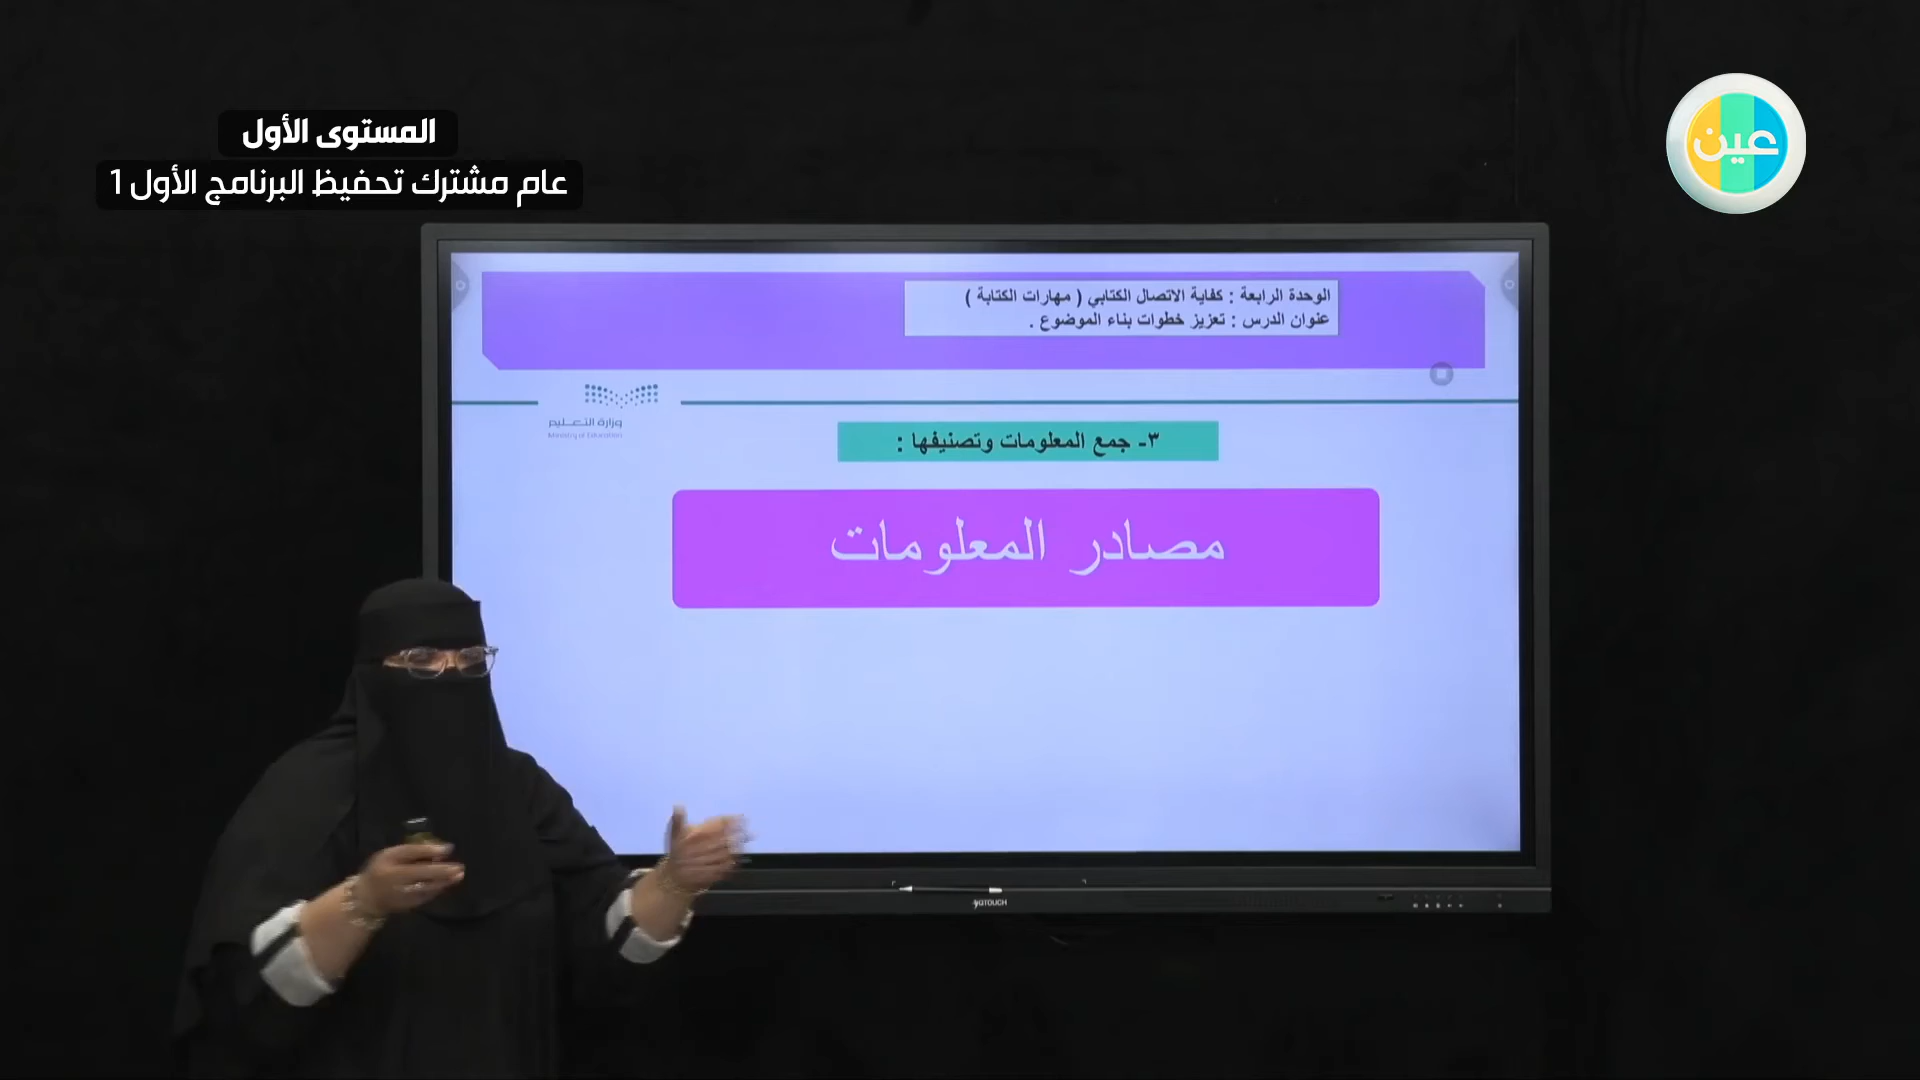 المستوى الأول
عام مشترك تحفيظ البرنامج الأول 1
عين
الوحدة الرابعة : كفاية الاتصال الكتابي ( مهارات الكتابة )
عنوان الدرس : تعزيز خطوات بناء الموضوع .
وزارة التعليم
Ministry of Education
٣- جمع المعلومات وتصنيفها :
مصادر المعلومات